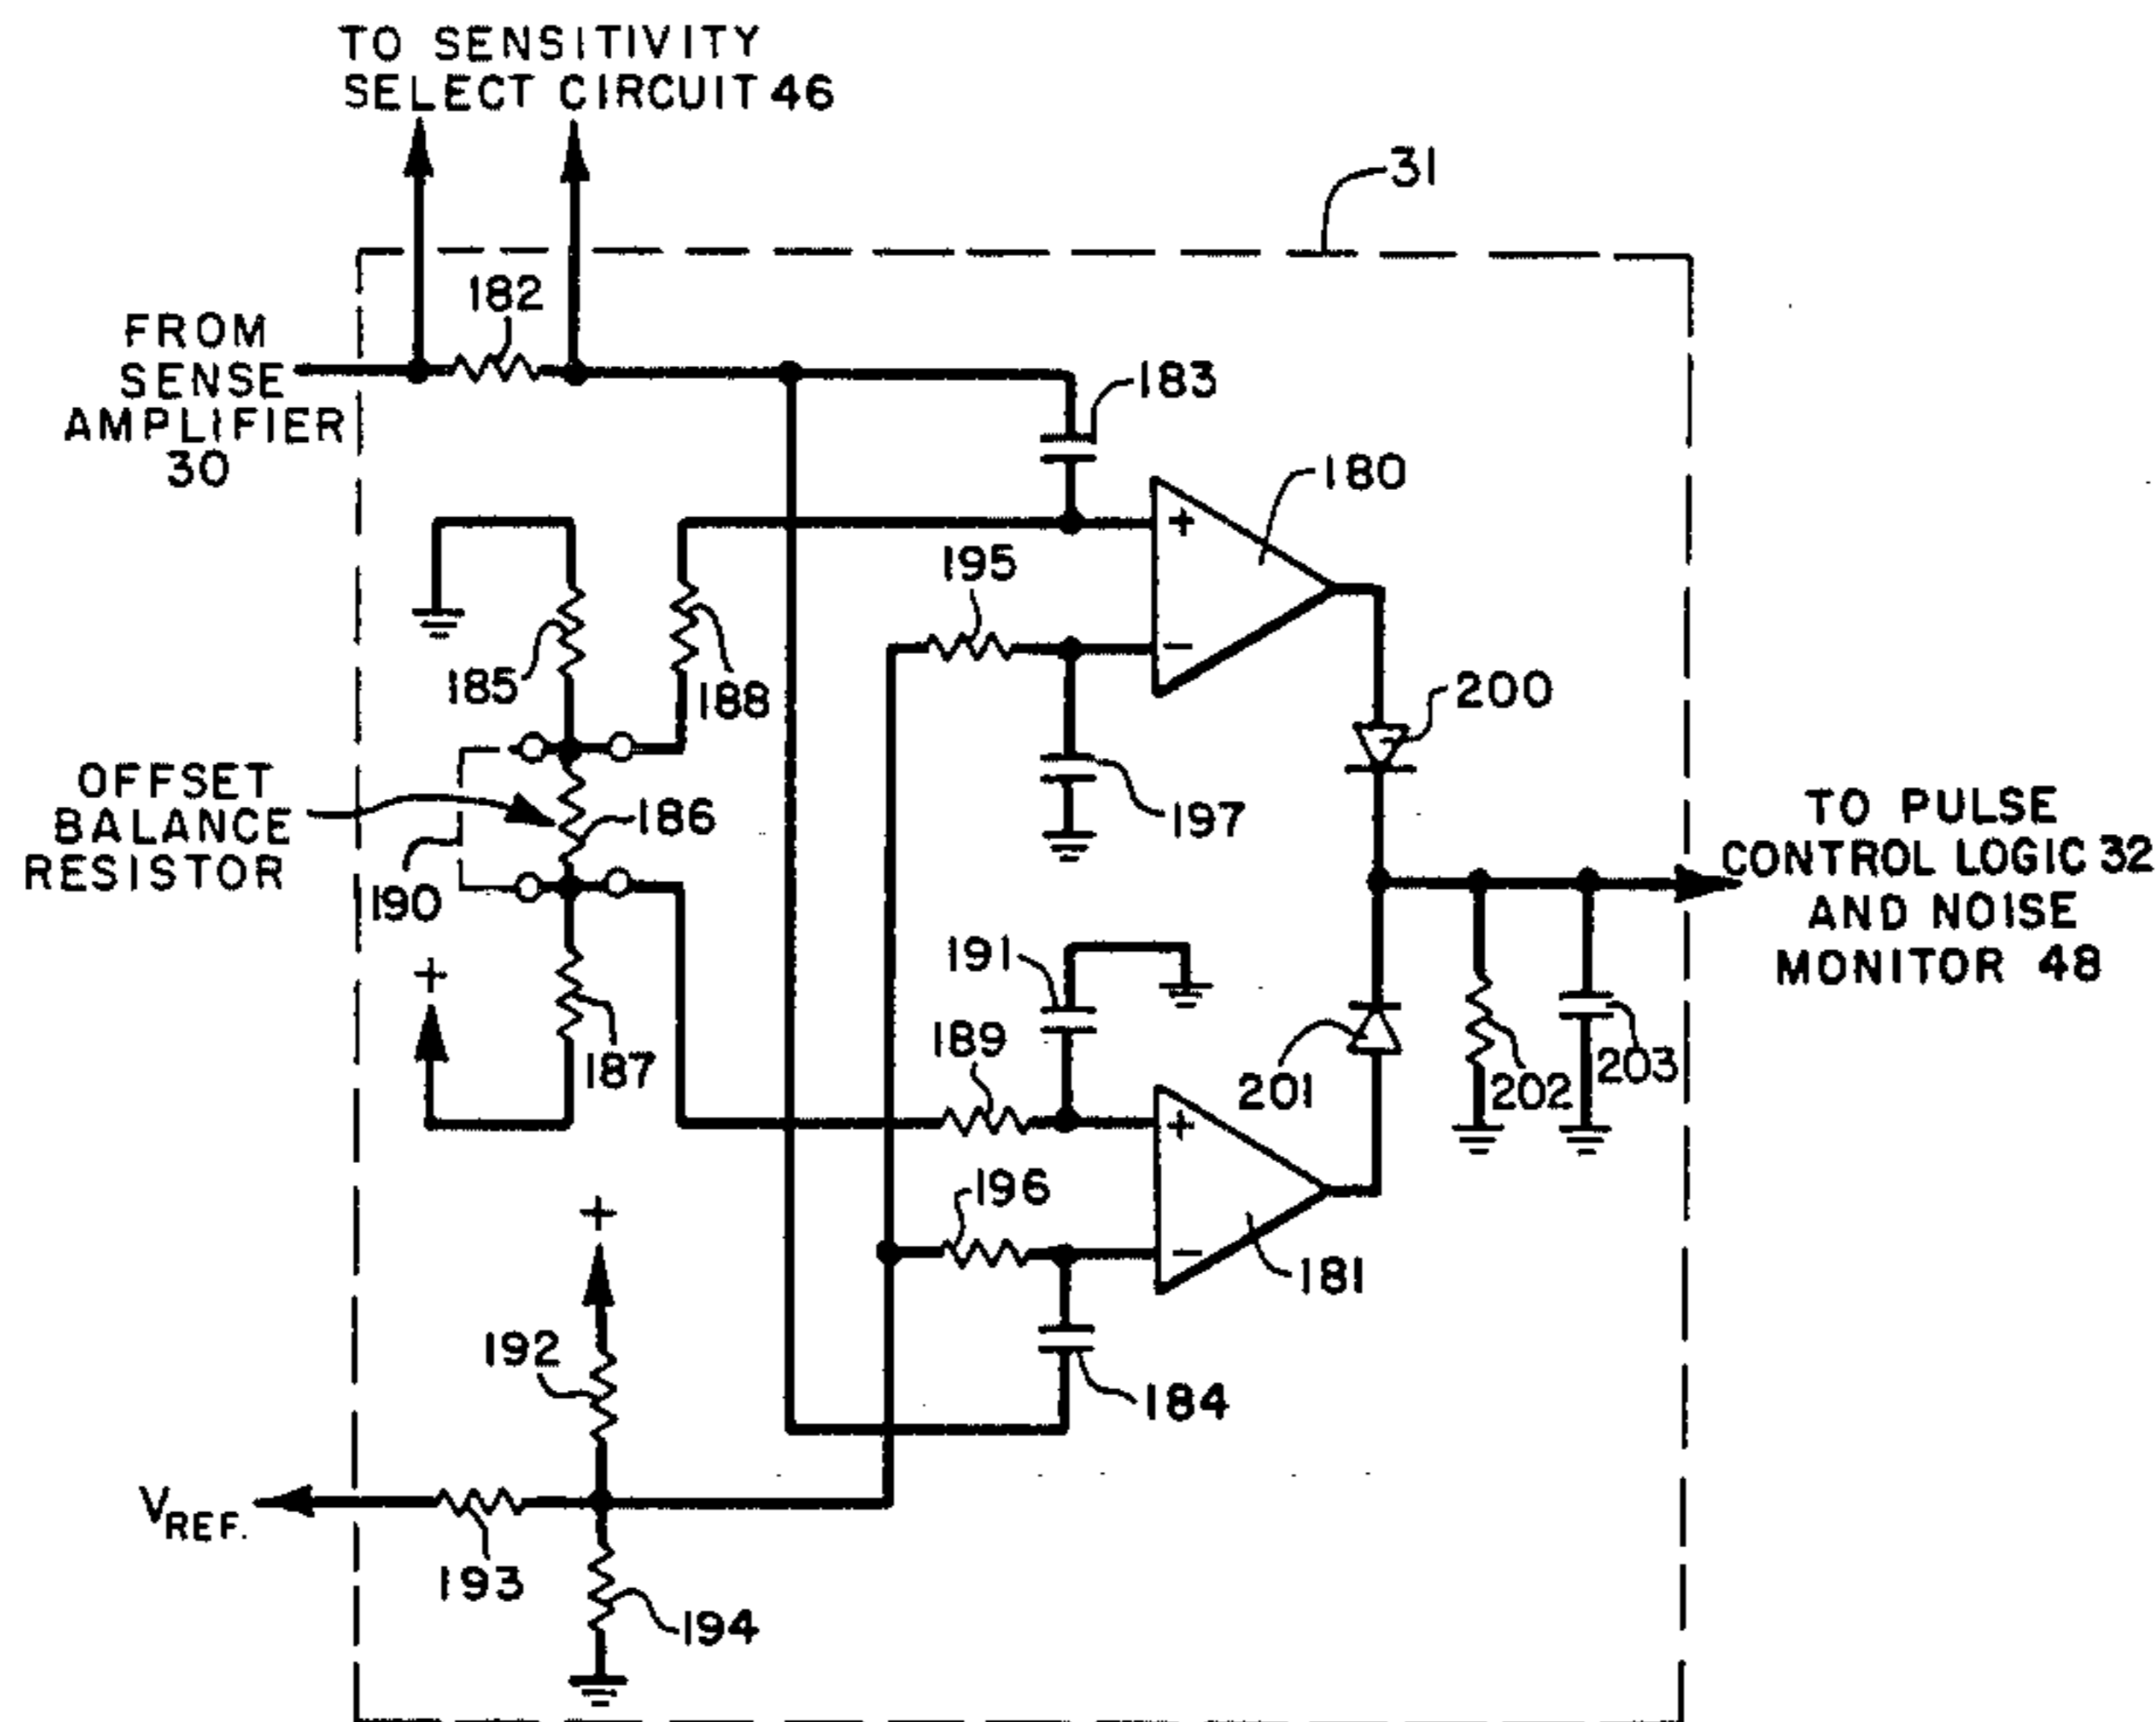 TO SENSITIVITY
SELECT CIRCUIT 46
31
182
FROM
SENSE
AMPLIFIER
30
183
180
+
195
185
188
−
200
OFFSET
BALANCE
RESISTOR
186
197
190
TO PULSE
CONTROL LOGIC 32
AND NOISE
MONITOR 48
+
191
189
187
201
202
203
+
196
+
−
181
192
184
VREF.
193
194